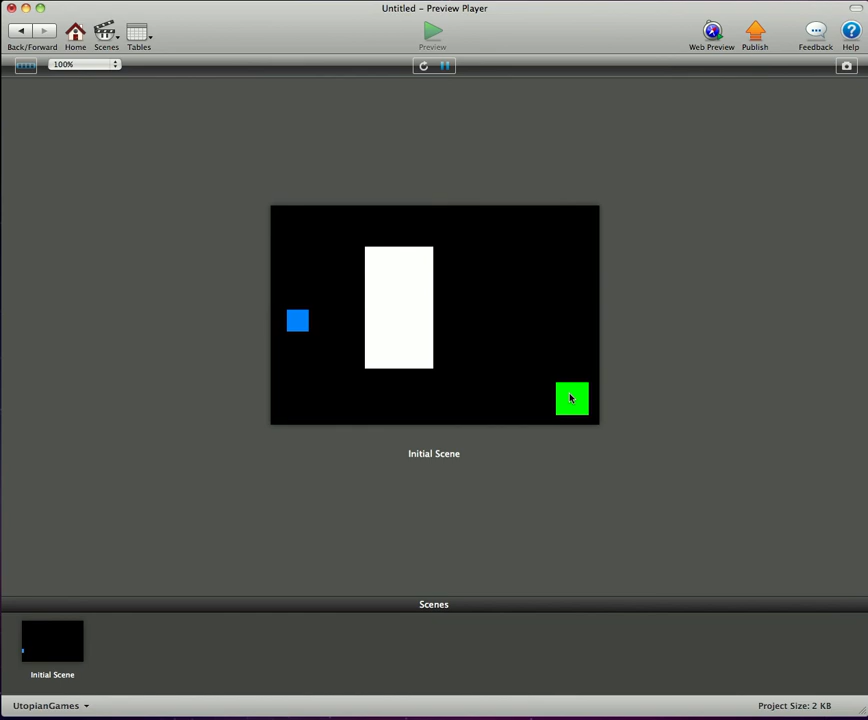 Untitled – Preview Player
Back/Forward Home Scenes Tables Preview Web Preview Publish Feedback Help
100%
Initial Scene
Scenes
Initial Scene
UtopianGames Project Size: 2 KB